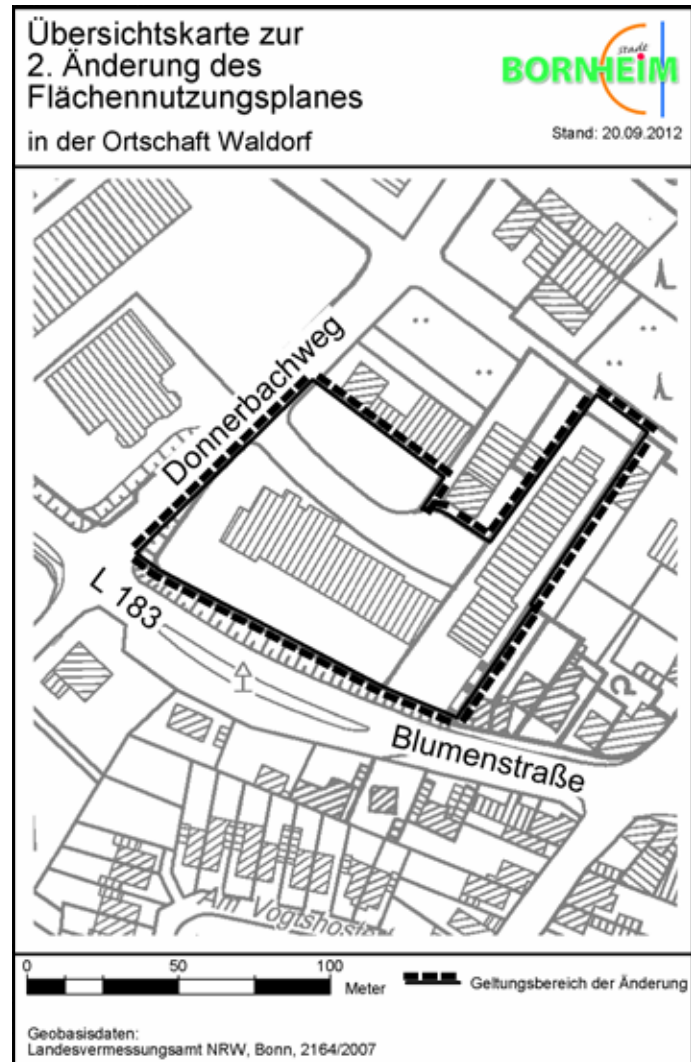 Übersichtskarte zur
2. Änderung des
Flächennutzungsplanes
in der Ortschaft Waldorf
Stadt
BORNHEIM
Stand: 20.09.2012
Donnerbachweg
L 183
Blumenstraße
Am
0 50 100
Meter
Geltungsbereich der Änderung
Geobasisdaten:
Landesvermessungsamt NRW, Bonn, 2164/2007